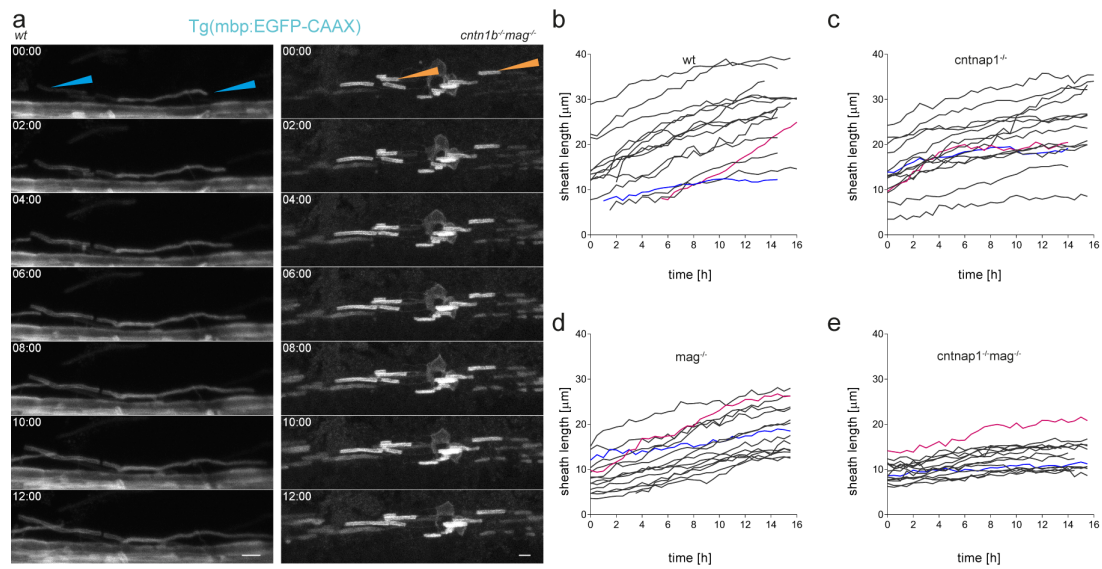 a
Tg(mbp:EGFP-CAAX)
wt
cntn1b-/-mag-/-
00:00
00:00
02:00
02:00
04:00
04:00
06:00
06:00
08:00
08:00
10:00
10:00
12:00
12:00
b
wt
sheath length [µm]
40
30
20
10
0
0 2 4 6 8 10 12 14 16
time [h]
c
cntnap1-/-
sheath length [µm]
40
30
20
10
0
0 2 4 6 8 10 12 14 16
time [h]
d
mag-/-
sheath length [µm]
40
30
20
10
0
0 2 4 6 8 10 12 14 16
time [h]
e
cntnap1-/-mag-/-
sheath length [µm]
40
30
20
10
0
0 2 4 6 8 10 12 14 16
time [h]